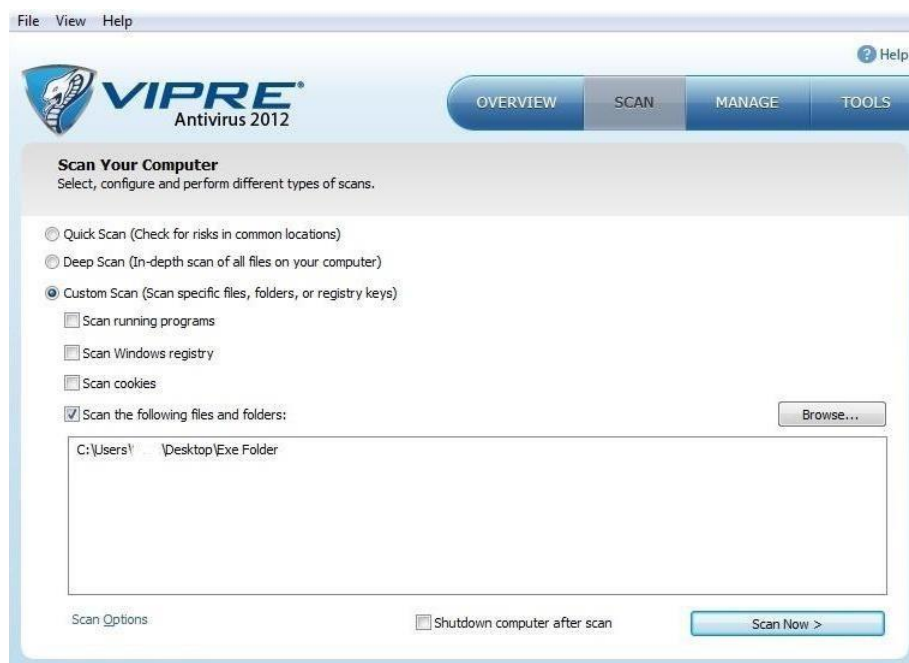 File View Help
Help
VIPRE®
Antivirus 2012
OVERVIEW SCAN MANAGE TOOLS
Scan Your Computer
Select, configure and perform different types of scans.
Quick Scan (Check for risks in common locations)
Deep Scan (In-depth scan of all files on your computer)
Custom Scan (Scan specific files, folders, or registry keys)
Scan running programs
Scan Windows registry
Scan cookies
Scan the following files and folders:
Browse...
C:\Users\ \Desktop\Exe Folder
Scan Options
Shutdown computer after scan
Scan Now >